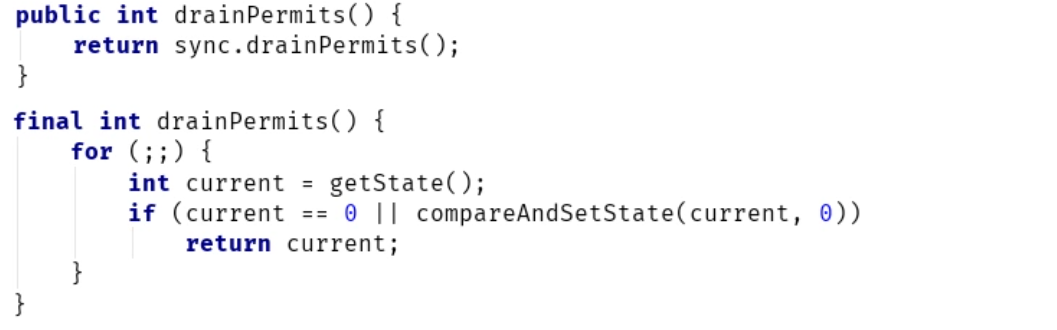 public int drainPermits() {
    return sync.drainPermits();
}
final int drainPermits() {
    for (;;) {
        int current = getState();
        if (current == 0 || compareAndSetState(current, 0))
            return current;
    }
}